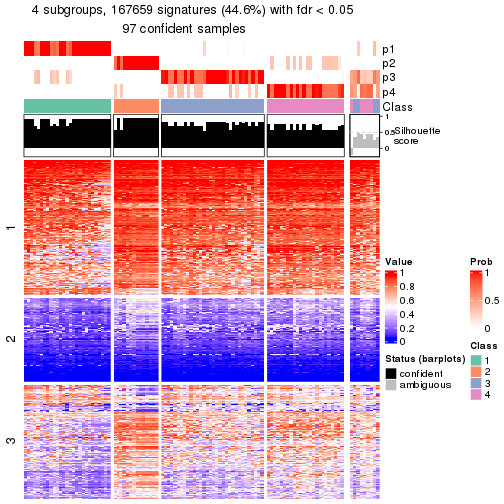 4 subgroups, 167659 signatures (44.6%) with fdr < 0.05
97 confident samples
p1
p2
p3
p4
Class
1
0.5
0
Silhouette
score
1
2
3
Value
1
0.8
0.6
0.4
0.2
0
Status (barplots)
confident
ambiguous
Prob
1
0.5
0
Class
1
2
3
4